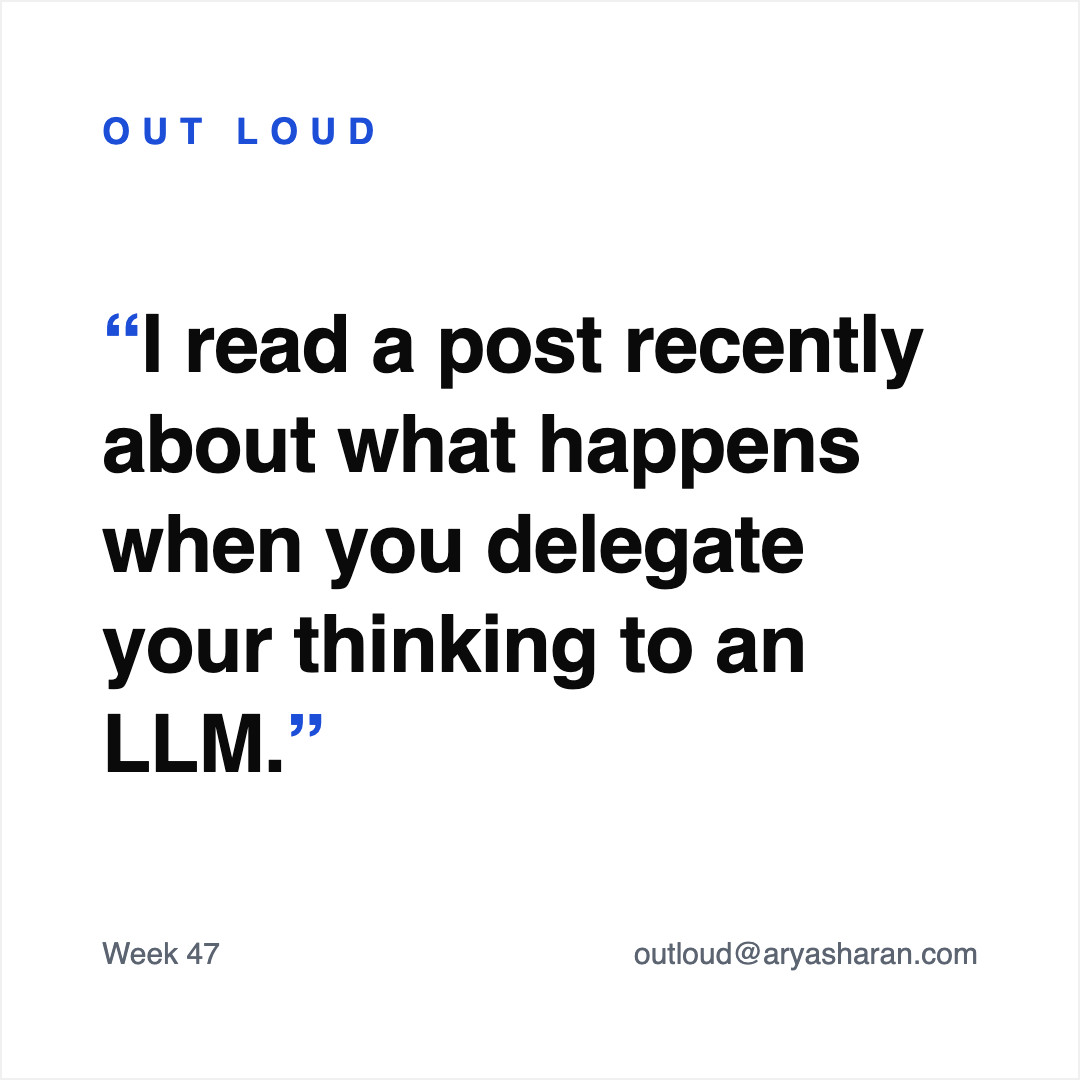 OUT LOUD
“I read a post recently
about what happens
when you delegate
your thinking to an
LLM.”
Week 47
outloud@aryasharan.com